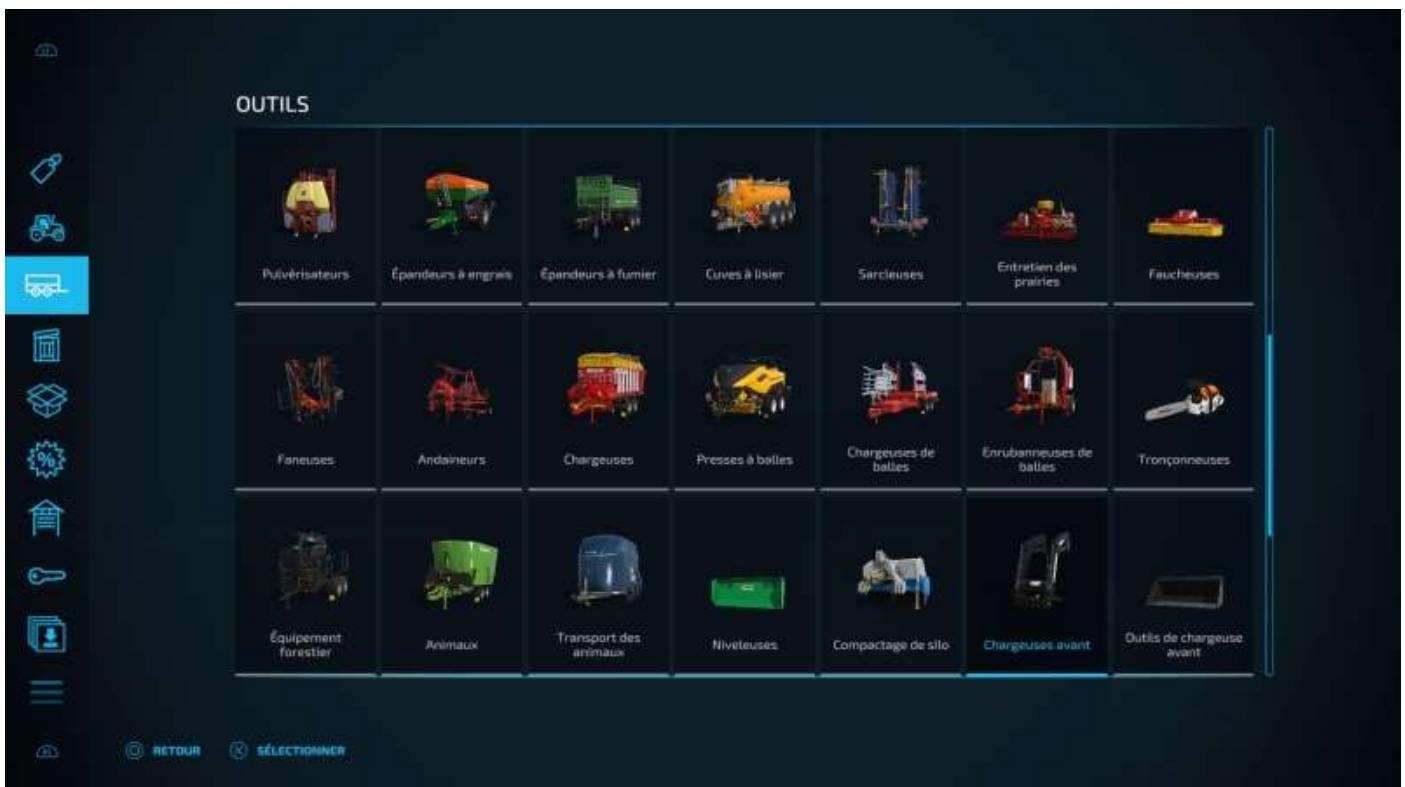 OUTILS
Pulvérisateurs
Épandeurs à engrais
Épandeurs à fumier
Cuves à lisier
Sarcleuses
Entretien des
prairies
Faucheuses
Faneuses
Andaineurs
Chargeuses
Presses à balles
Chargeuses de
balles
Enrubanneuses de
balles
Tronçonneuses
Équipement
forestier
Animaux
Transport des
animaux
Niveleuses
Compactage de silo
Chargeuses avant
Outils de chargeuse
avant
RETOUR
SÉLECTIONNER